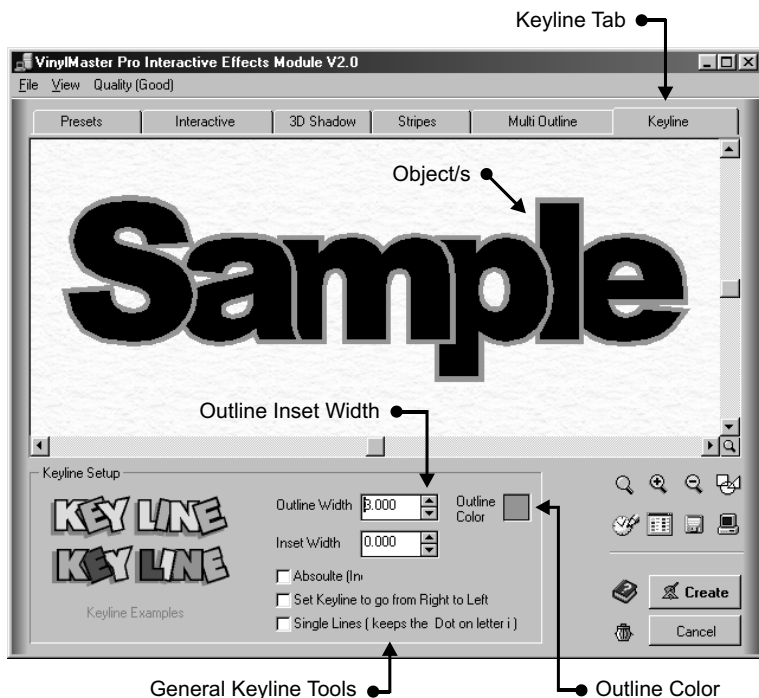 Keyline Tab
VinylMaster Pro Interactive Effects Module V2.0
File View Quality (Good)
Presets Interactive 3D Shadow Stripes Multi Outline Keyline
Object/s
Sample
Outline Inset Width
Keyline Setup
KEY LINE
KEY LINE
Keyline Examples
Outline Width 3.000 Outline Color
Inset Width 0.000
Absoulte (In
Set Keyline to go from Right to Left
Single Lines ( keeps the Dot on letter i )
Create
Cancel
General Keyline Tools
Outline Color